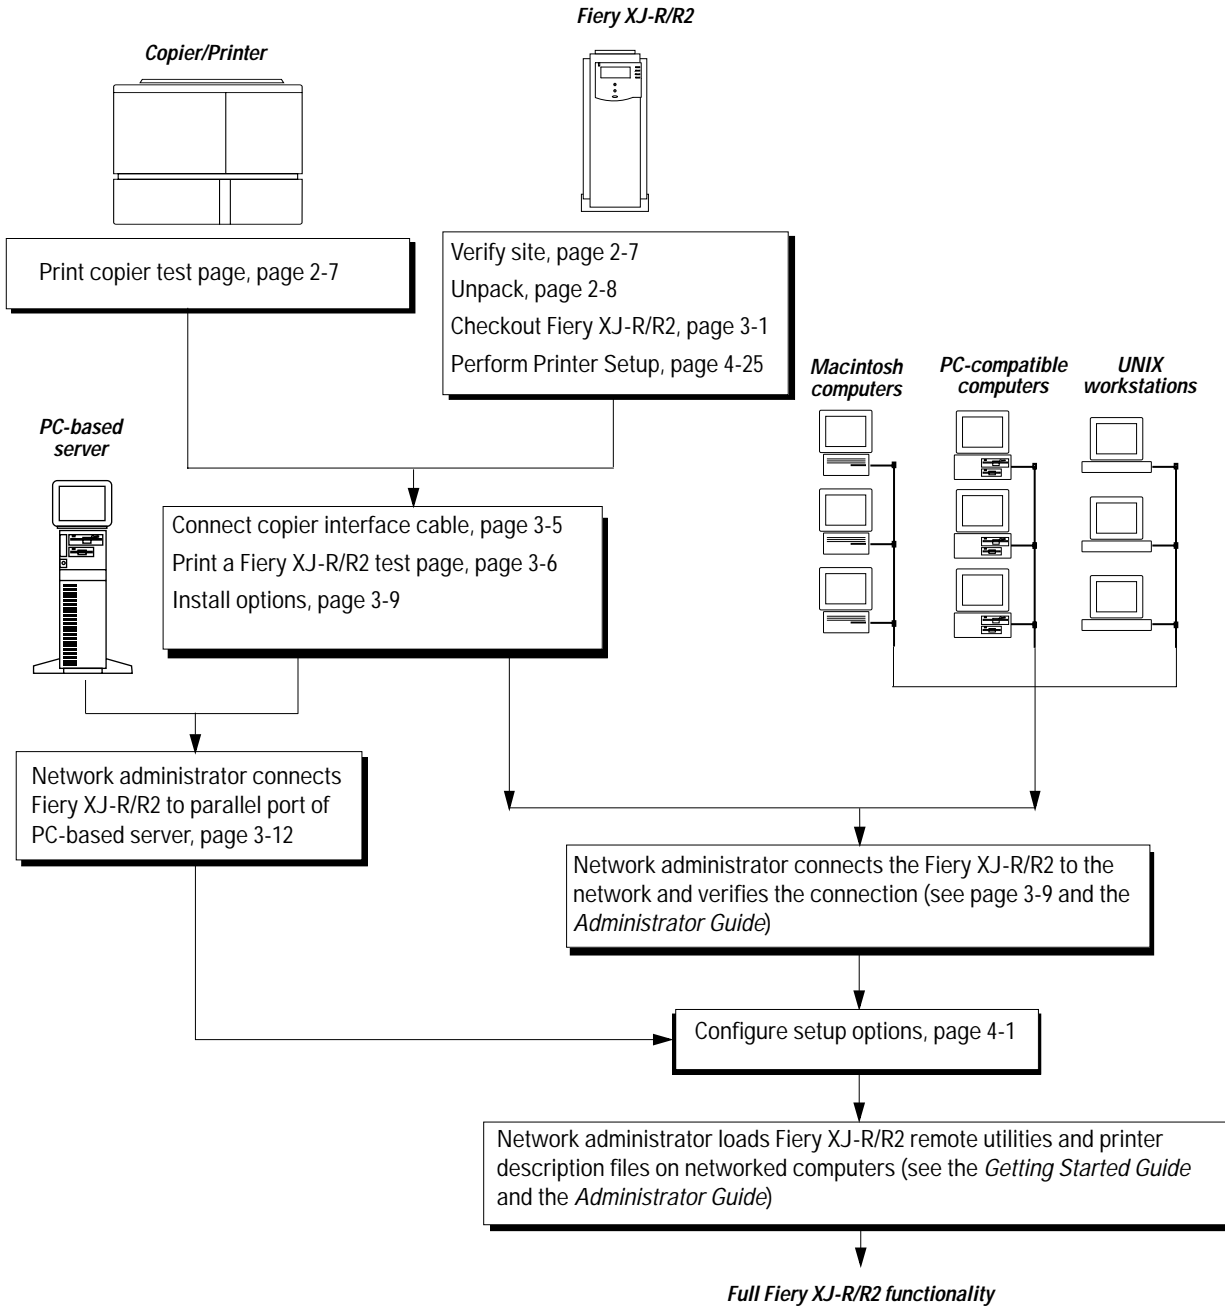 Fiery XJ-R/R2
Copier/Printer
Print copier test page, page 2-7
Verify site, page 2-7
Unpack, page 2-8
Checkout Fiery XJ-R/R2, page 3-1
Perform Printer Setup, page 4-25
Macintosh
computers
PC-compatible
computers
UNIX
workstations
PC-based
server
Connect copier interface cable, page 3-5
Print a Fiery XJ-R/R2 test page, page 3-6
Install options, page 3-9
Network administrator connects
Fiery XJ-R/R2 to parallel port of
PC-based server, page 3-12
Network administrator connects the Fiery XJ-R/R2 to the
network and verifies the connection (see page 3-9 and the
Administrator Guide)
Configure setup options, page 4-1
Network administrator loads Fiery XJ-R/R2 remote utilities and printer
description files on networked computers (see the Getting Started Guide
and the Administrator Guide)
Full Fiery XJ-R/R2 functionality